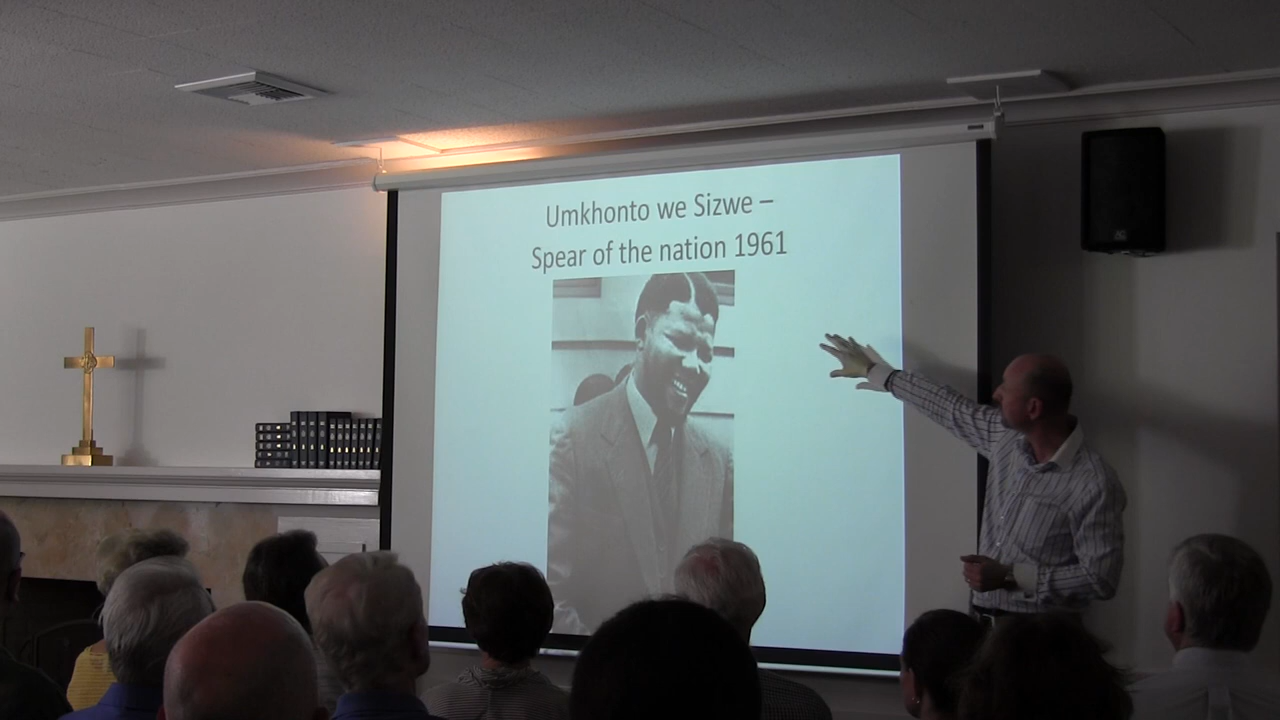 Umkhonto we Sizwe –
Spear of the nation 1961